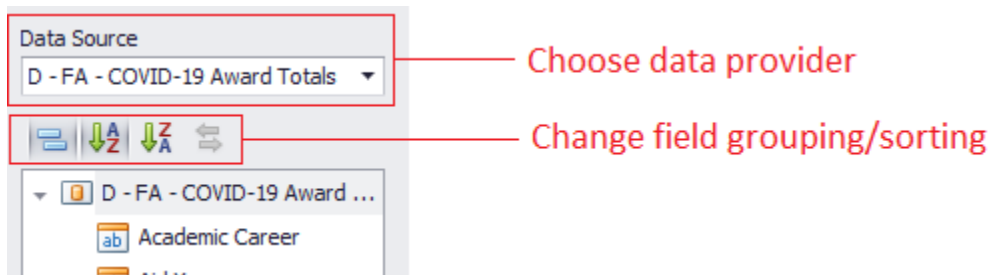 Data Source
D - FA - COVID-19 Award Totals
Choose data provider
Change field grouping/sorting
D - FA - COVID-19 Award ...
ab Academic Career